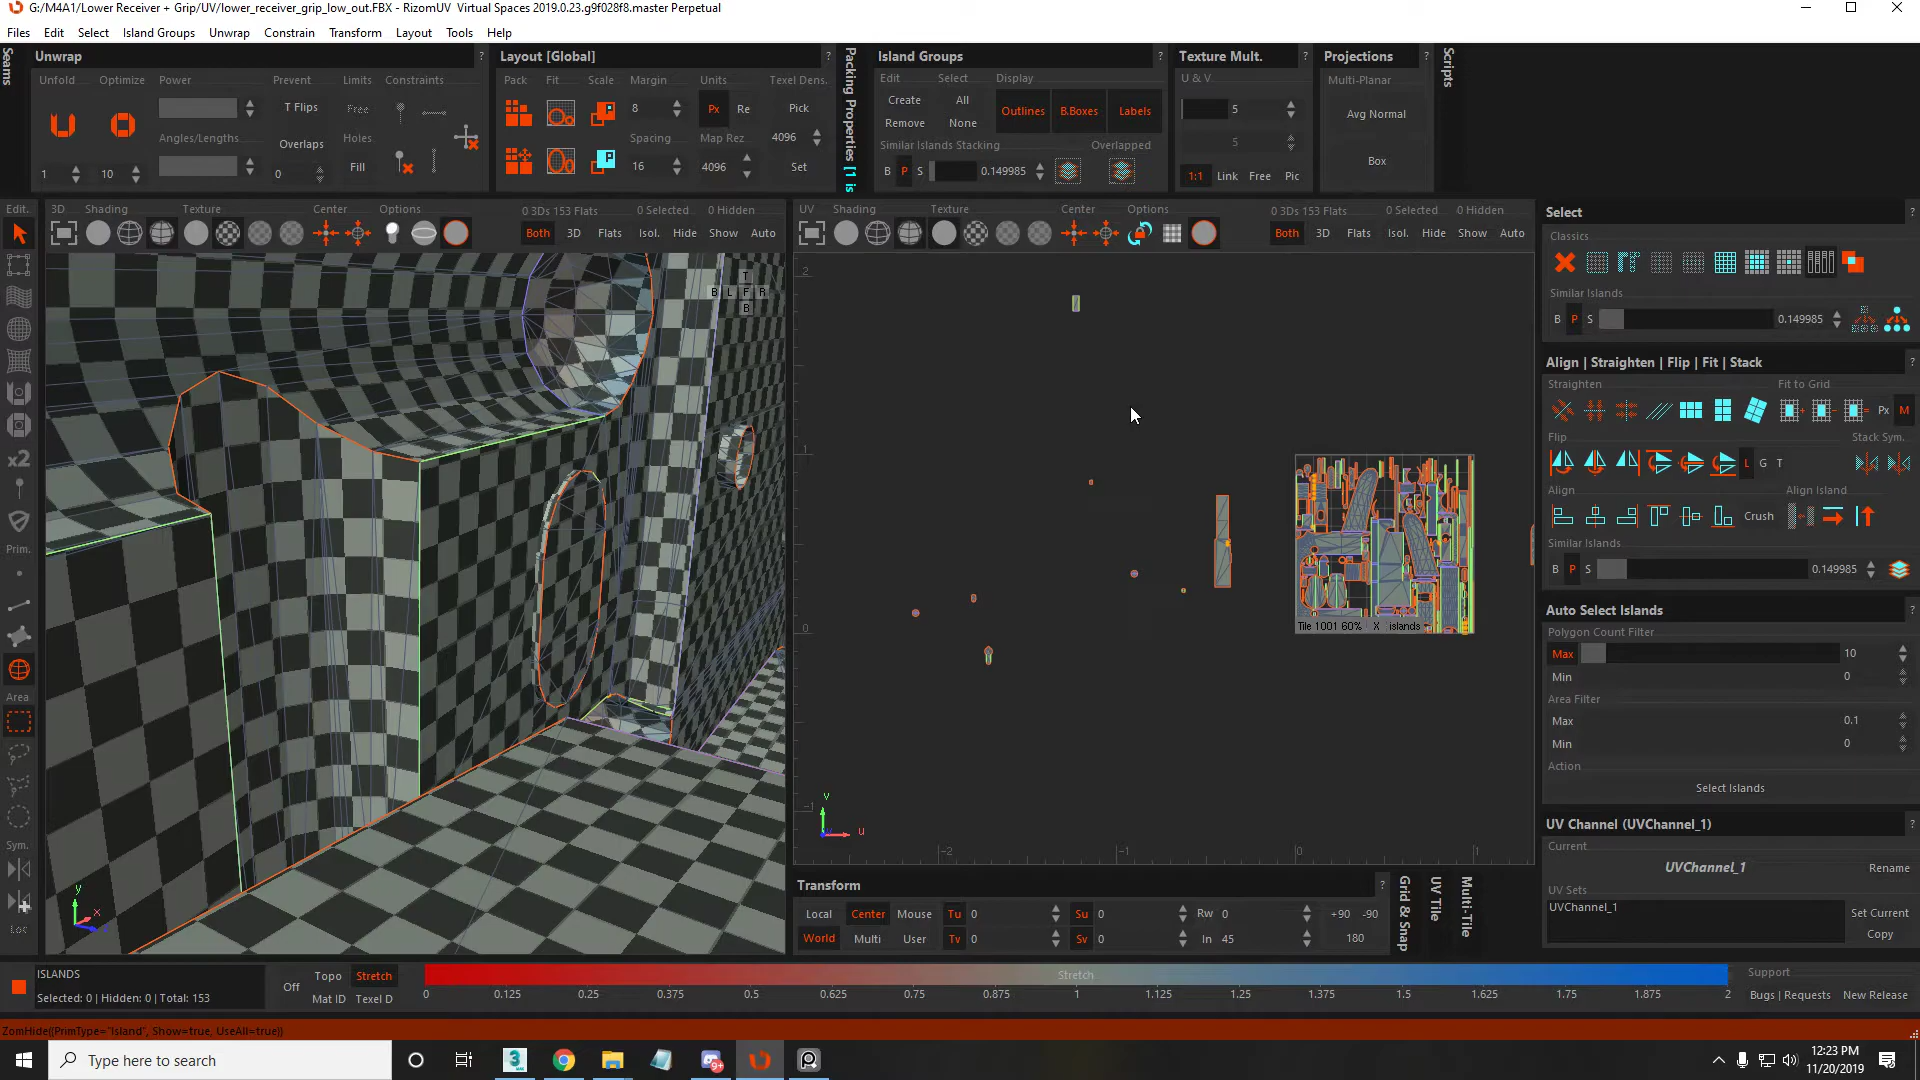 G:/M4A1/Lower Receiver + Grip/UV/lower_receiver_grip_low_out.FBX - RizomUV Virtual Spaces 2019.0.23.g9f028f8.master Perpetual
Files Edit Select Island Groups Unwrap Constrain Transform Layout Tools Help
Seams
Unwrap ?
Unfold Optimize Power Prevent Limits Constraints
T Flips Free
Angles/Lengths Holes
Overlaps
Fill
1 10 0
Layout [Global] ?
Pack Fit Scale Margin Units Texel Dens.
8 Px Re Pick
Spacing Map Rez 4096
16 4096 Set
Packing Properties [1 is
Island Groups ?
Edit Select Display
Create All Outlines B.Boxes Labels
Remove None
Similar Islands Stacking Overlapped
B P S 0.149985
Texture Mult. ?
U & V
5
5
1:1 Link Free Pic
Projections ?
Multi-Planar
Avg Normal
Box
Scripts
Edit.
3D Shading Texture Center Options 0 3Ds 153 Flats 0 Selected 0 Hidden
Both 3D Flats Isol. Hide Show Auto
T
B L F R
B
x2
Prim.
Area
Sym.
Loc
y
x
z
UV Shading Texture Center Options 0 3Ds 153 Flats 0 Selected 0 Hidden
Both 3D Flats Isol. Hide Show Auto
2
1
0
-1
Tile 1001 60% X islands
V
U
-2 -1 0 1
Transform ?
Local Center Mouse Tu 0 Su 0 Rw 0 +90 -90
World Multi User Tv 0 Sv 0 In 45 180
Grid & Snap
UV Tile
Multi-Tile
Select ?
Classics
Similar Islands
B P S 0.149985
Align | Straighten | Flip | Fit | Stack ?
Straighten Fit to Grid
Px M
Flip Stack Sym.
L G T
Align Align Island
Crush
Similar Islands
B P S 0.149985
Auto Select Islands ?
Polygon Count Filter
Max 10
Min 0
Area Filter
Max 0.1
Min 0
Action
Select Islands
UV Channel (UVChannel_1) ?
Current
UVChannel_1 Rename
UV Sets
UVChannel_1
Set Current
Copy
ISLANDS
Selected: 0 | Hidden: 0 | Total: 153
Off Topo Stretch
Mat ID Texel D
Stretch
0 0.125 0.25 0.375 0.5 0.625 0.75 0.875 1 1.125 1.25 1.375 1.5 1.625 1.75 1.875 2
Support
Bugs | Requests New Release
ZomHide({PrimType="Island", Show=true, UseAll=true})
Type here to search
3
9+
12:23 PM
11/20/2019